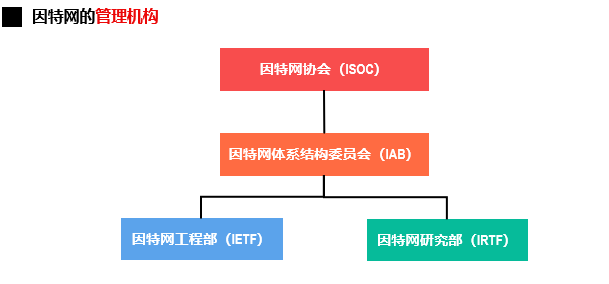 因特网的管理机构
因特网协会（ISOC）
因特网体系结构委员会（IAB）
因特网工程部（IETF）
因特网研究部（IRTF）